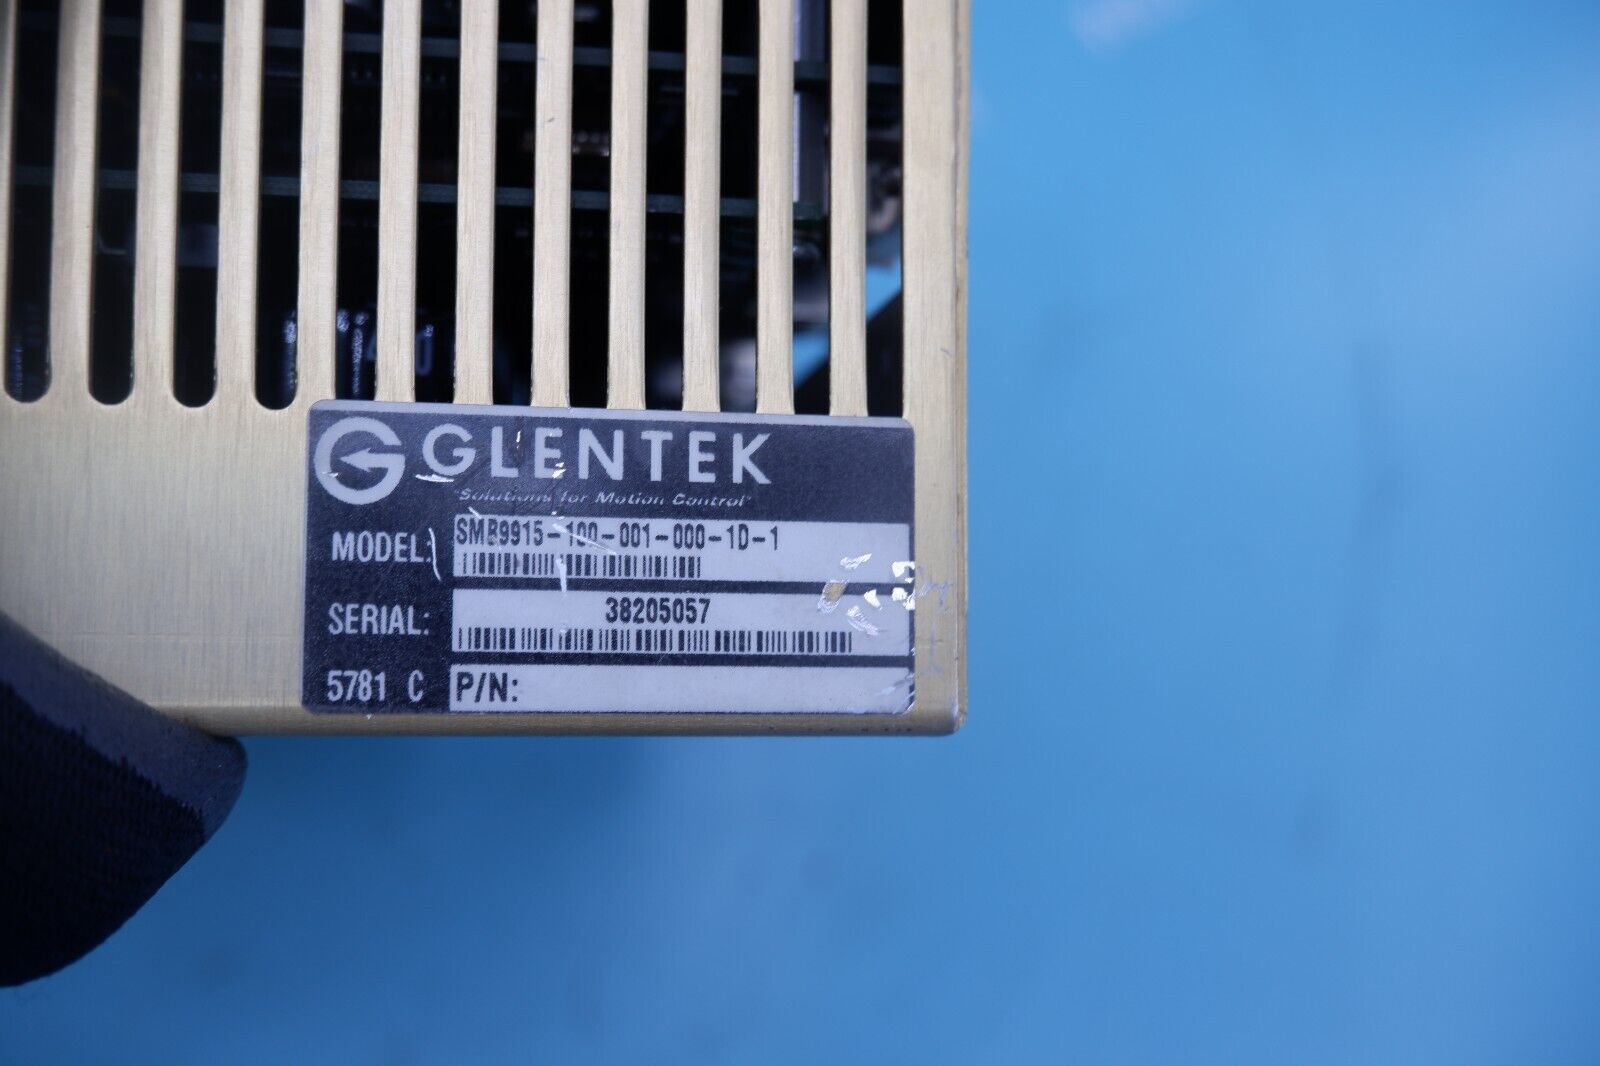 GLENTEK
"Solutions for Motion Control"
MODEL: SMB9915-100-001-000-1D-1
SERIAL: 38205057
5781 C P/N: